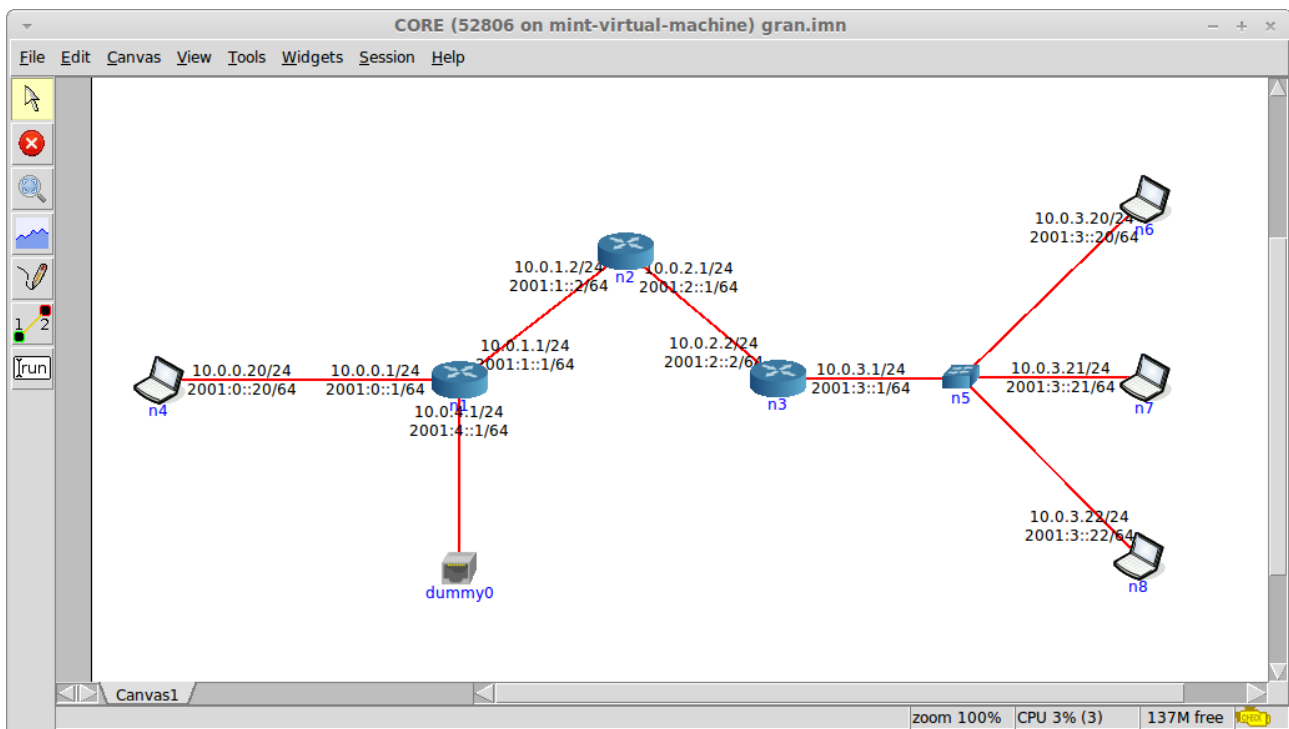 CORE (52806 on mint-virtual-machine) gran.imn
File Edit Canvas View Tools Widgets Session Help
1 2
run
10.0.3.20/24
2001:3::20/64
n6
10.0.1.2/24
2001:1::2/64
n2
10.0.2.1/24
2001:2::1/64
10.0.1.1/24
2001:1::1/64
10.0.2.2/24
2001:2::2/64
10.0.0.20/24
2001:0::20/64
n4
10.0.0.1/24
2001:0::1/64
n1
10.0.4.1/24
2001:4::1/64
n3
10.0.3.1/24
2001:3::1/64
n5
10.0.3.21/24
2001:3::21/64
n7
10.0.3.22/24
2001:3::22/64
n8
dummy0
Canvas1
zoom 100% CPU 3% (3) 137M free CHECK